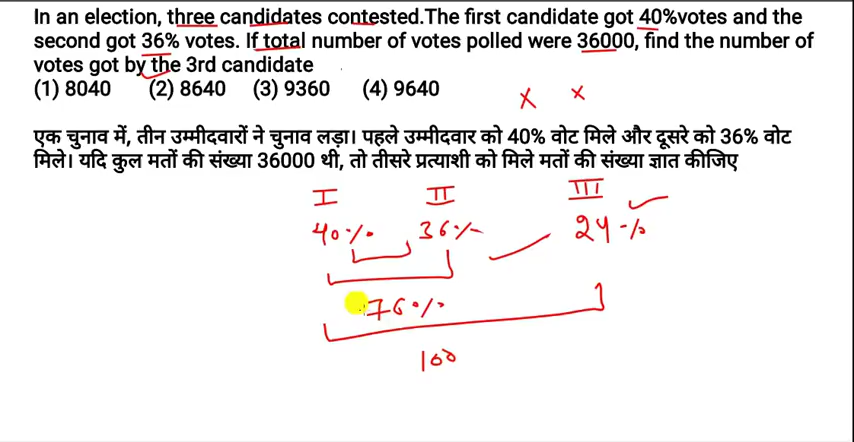 In an election, three candidates contested.The first candidate got 40%votes and the
second got 36% votes. If total number of votes polled were 36000, find the number of
votes got by the 3rd candidate
(1) 8040 (2) 8640 (3) 9360 (4) 9640
x x
एक चुनाव में, तीन उम्मीदवारों ने चुनाव लड़ा। पहले उम्मीदवार को 40% वोट मिले और दूसरे को 36% वोट
मिले। यदि कुल मतों की संख्या 36000 थी, तो तीसरे प्रत्याशी को मिले मतों की संख्या ज्ञात कीजिए
I II III
40% 36% 24%
76%
100